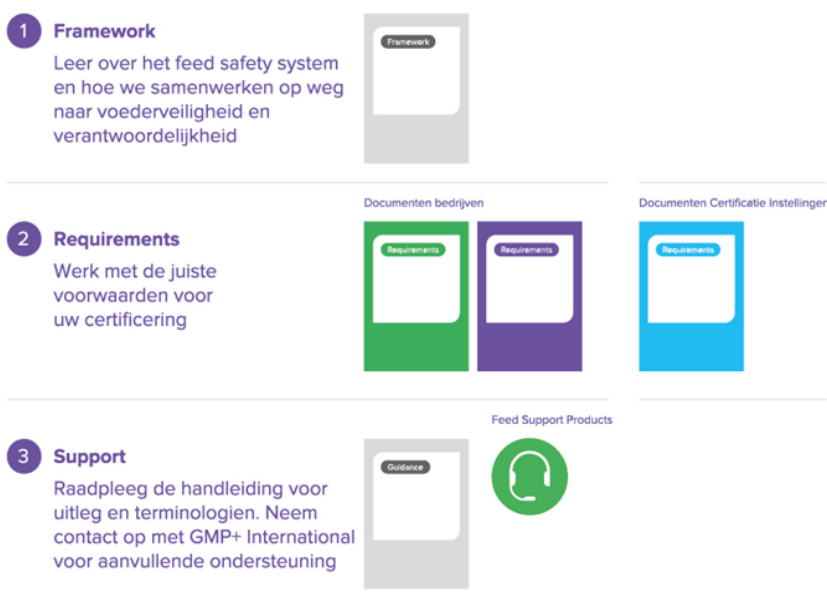 1 Framework
Leer over het feed safety system
en hoe we samenwerken op weg
naar voederveiligheid en
verantwoordelijkheid
Framework
Documenten bedrijven
Documenten Certificatie Instellingen
2 Requirements
Werk met de juiste
voorwaarden voor
uw certificering
Requirements
Requirements
Requirements
Feed Support Products
3 Support
Raadpleeg de handleiding voor
uitleg en terminologien. Neem
contact op met GMP+ International
voor aanvullende ondersteuning
Guidance